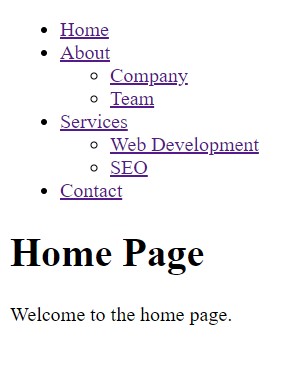 Home
About
Company
Team
Services
Web Development
SEO
Contact
Home Page
Welcome to the home page.